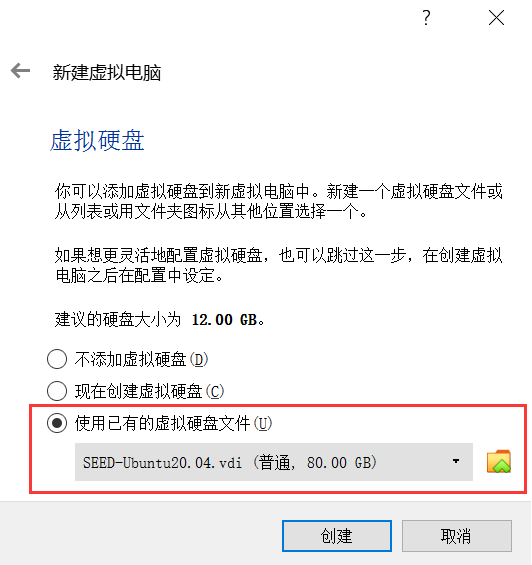 ?
新建虚拟电脑
虚拟硬盘
你可以添加虚拟硬盘到新虚拟电脑中。新建一个虚拟硬盘文件或
从列表或用文件夹图标从其他位置选择一个。
如果想更灵活地配置虚拟硬盘，也可以跳过这一步，在创建虚拟
电脑之后在配置中设定。
建议的硬盘大小为 12.00 GB。
不添加虚拟硬盘(D)
现在创建虚拟硬盘(C)
使用已有的虚拟硬盘文件(U)
SEED-Ubuntu20.04.vdi (普通, 80.00 GB)
创建
取消